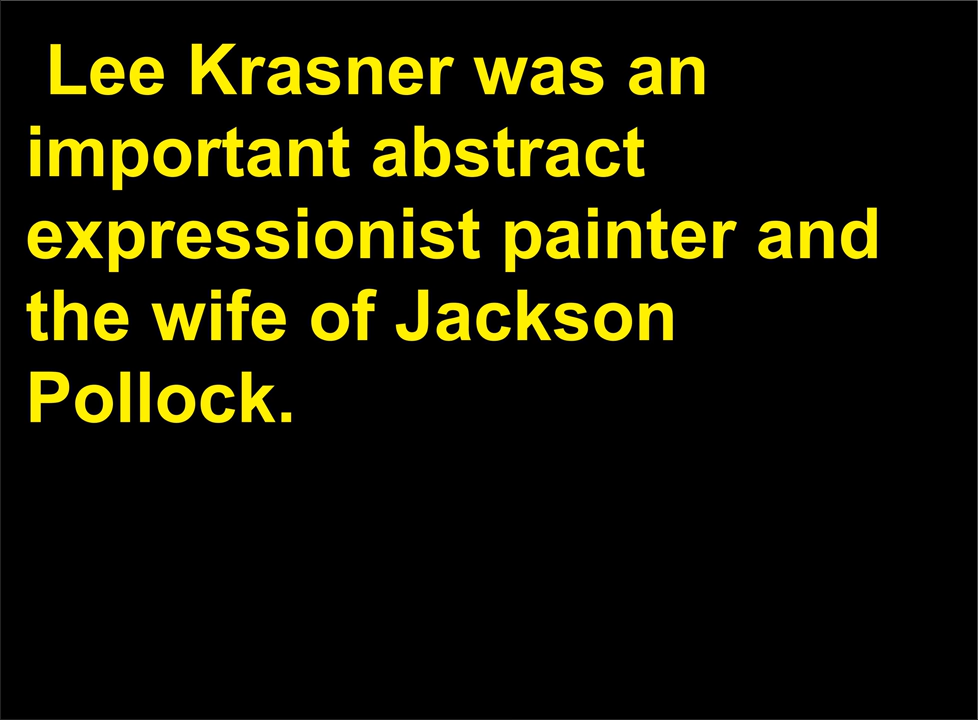 Lee Krasner was an
important abstract
expressionist painter and
the wife of Jackson
Pollock.